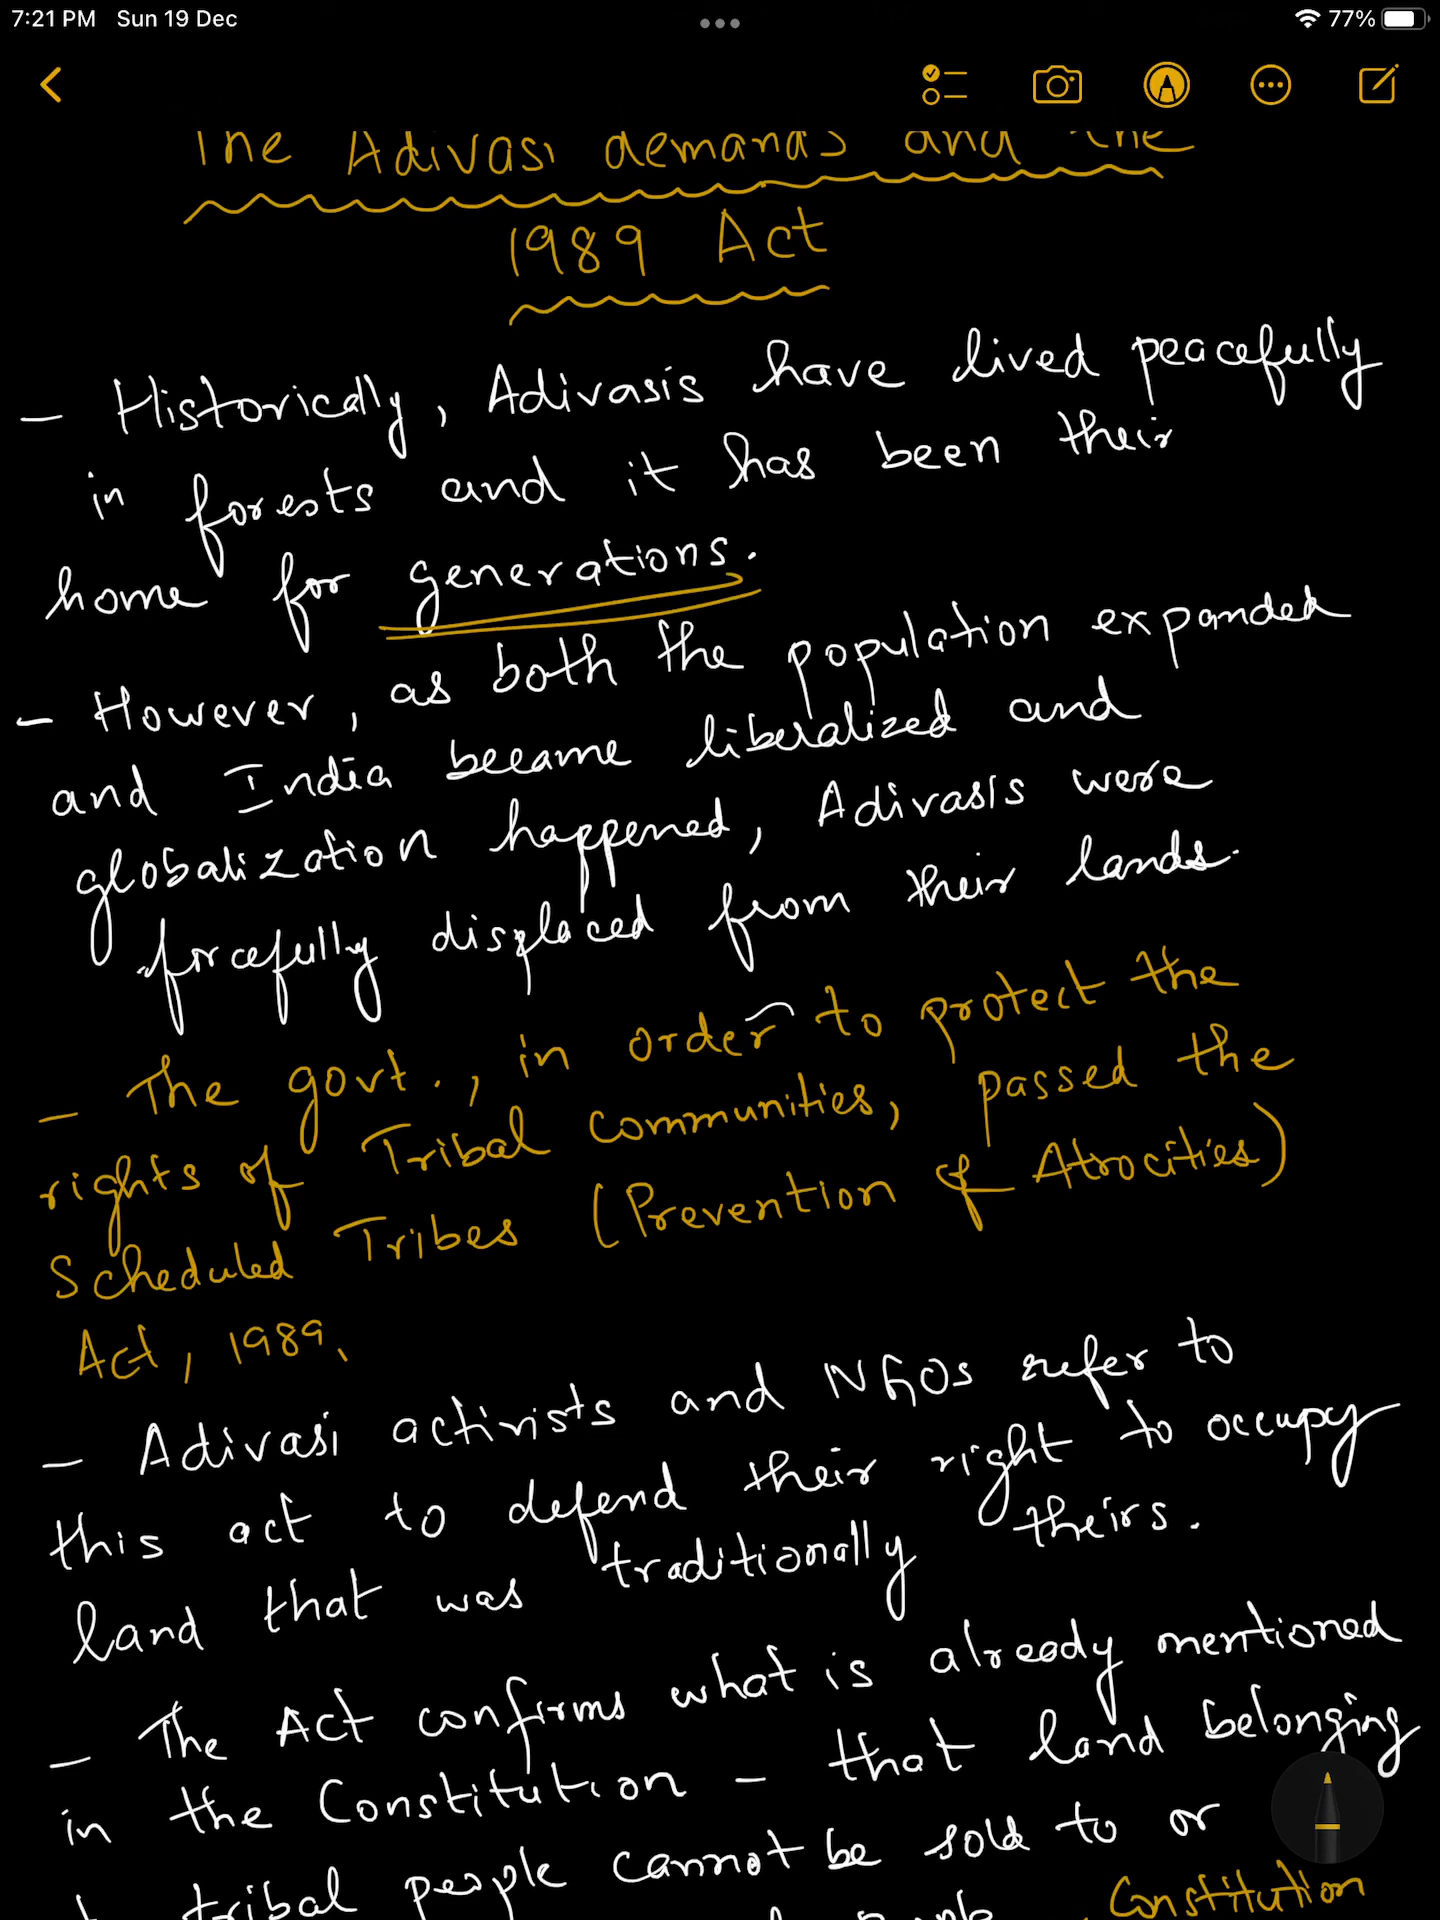 7:21 PM Sun 19 Dec
77%
The Adivasi demands and the
1989 Act
- Historically, Adivasis have lived peacefully
in forests and it has been their
home for generations.
- However, as both the population expanded
and India became liberalized and
globalization happened, Adivasis were
forcefully displaced from their lands.
- The govt., in order to protect the
rights of Tribal communities, passed the
Scheduled Tribes (Prevention of Atrocities)
Act, 1989.
- Adivasi activists and NGOs refer to
this act to defend their right to occupy
land that was traditionally theirs.
- The Act confirms what is already mentioned
in the Constitution - that land belonging
to tribal people cannot be sold to or
Constitution